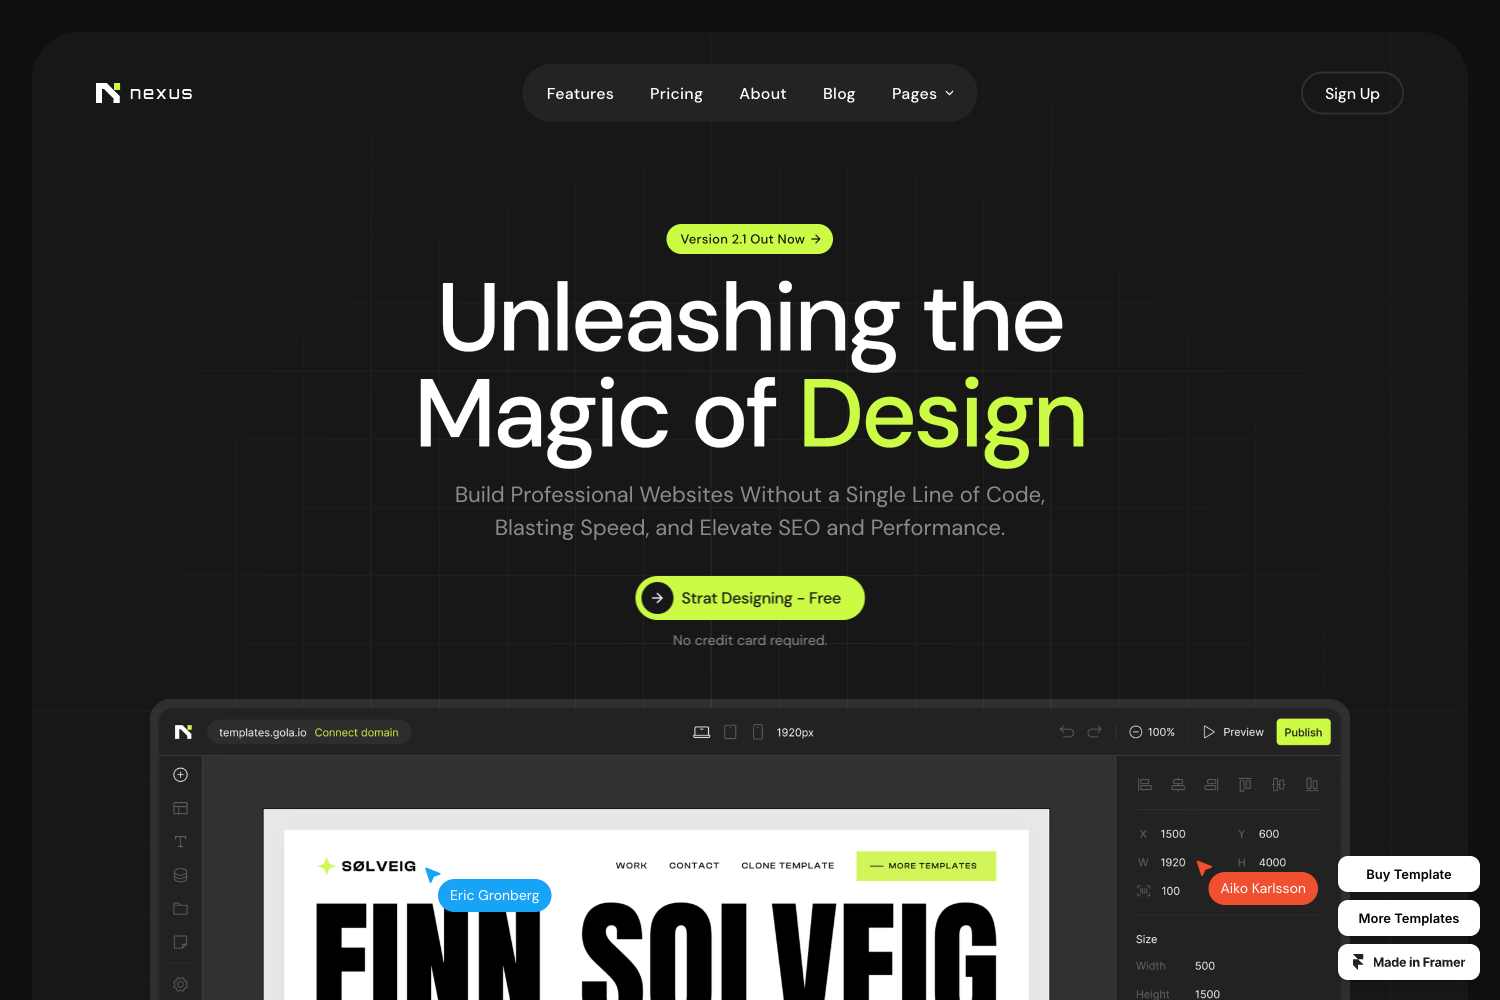 nexus
Features Pricing About Blog Pages
Sign Up
Version 2.1 Out Now →
Unleashing the
Magic of Design
Build Professional Websites Without a Single Line of Code,
Blasting Speed, and Elevate SEO and Performance.
→ Strat Designing - Free
No credit card required.
templates.gola.io Connect domain
1920px
100%
Preview
Publish
SØLVEIG
WORK CONTACT CLONE TEMPLATE — MORE TEMPLATES
Eric Gronberg
FINN SOLVEIG
X 1500 Y 600
W 1920 H 4000
100
Aiko Karlsson
Size
Width 500
Height 1500
Buy Template
More Templates
Made in Framer